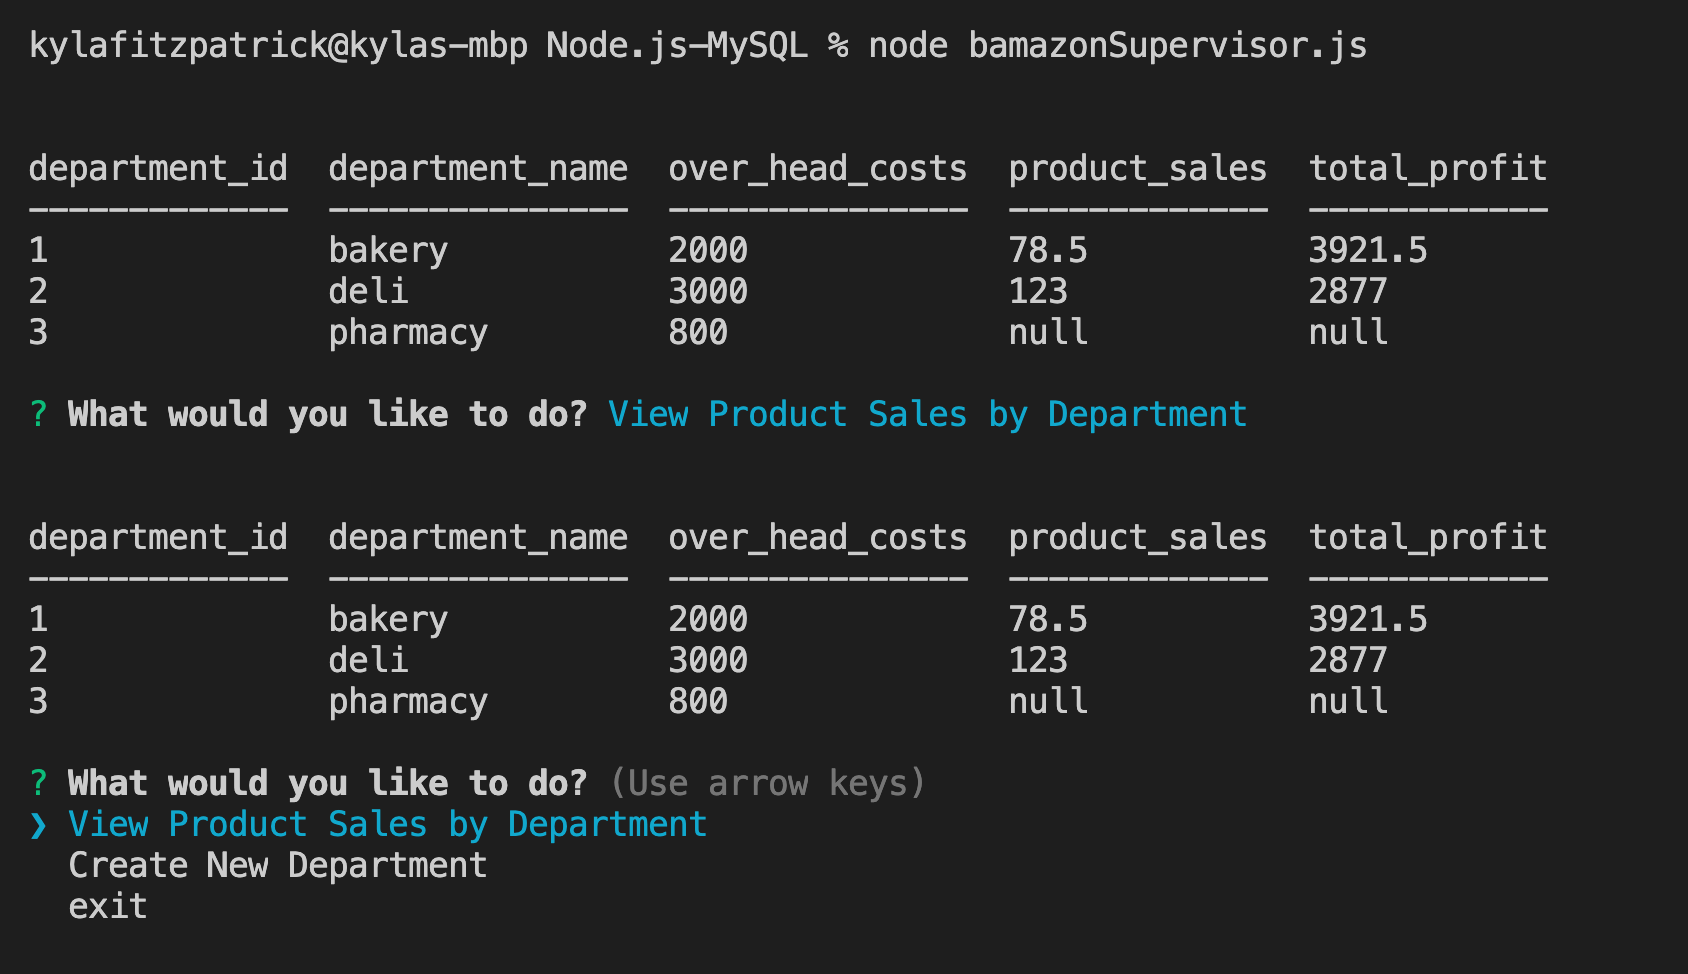 kylafitzpatrick@kylas-mbp Node.js-MySQL % node bamazonSupervisor.js
department_id  department_name  over_head_costs  product_sales  total_profit
-------------  ---------------  ---------------  -------------  ------------
1              bakery           2000             78.5           3921.5
2              deli             3000             123            2877
3              pharmacy         800              null           null
? What would you like to do? View Product Sales by Department
department_id  department_name  over_head_costs  product_sales  total_profit
-------------  ---------------  ---------------  -------------  ------------
1              bakery           2000             78.5           3921.5
2              deli             3000             123            2877
3              pharmacy         800              null           null
? What would you like to do? (Use arrow keys)
❯ View Product Sales by Department
  Create New Department
  exit